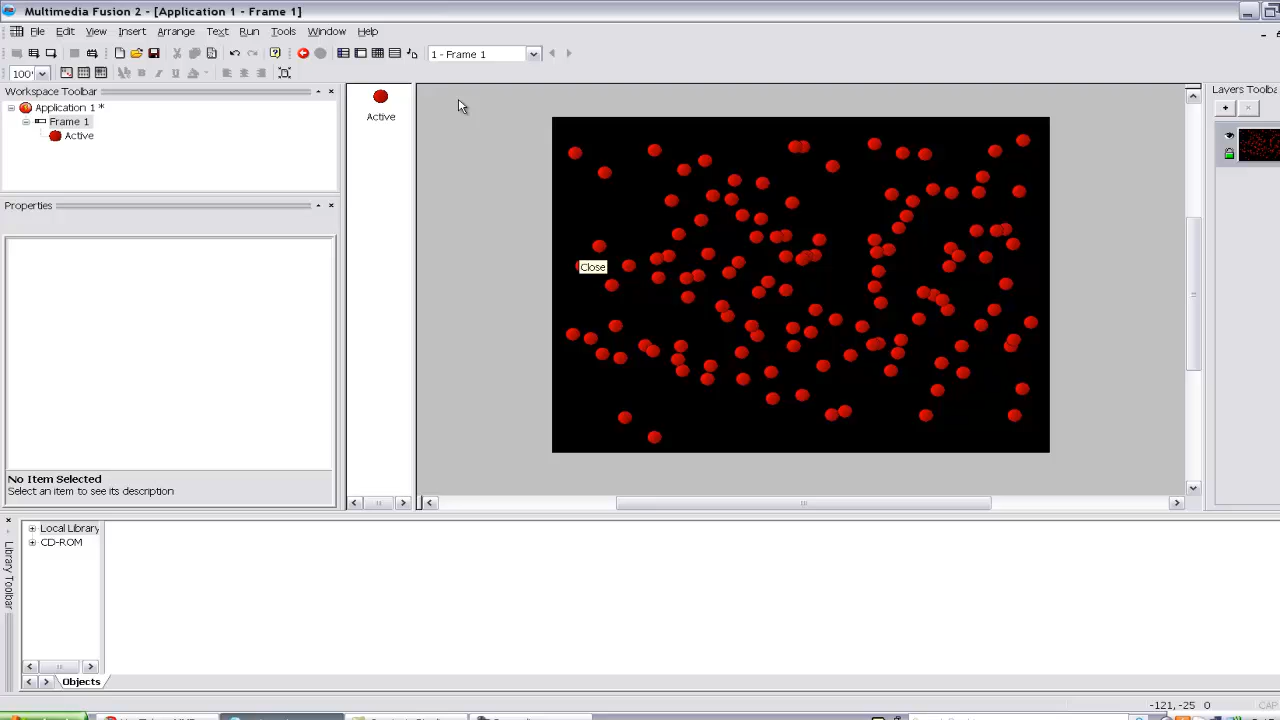 Multimedia Fusion 2 - [Application 1 - Frame 1]
File Edit View Insert Arrange Text Run Tools Window Help
1 - Frame 1
100
Workspace Toolbar
Application 1 *
Frame 1
Active
Properties
No Item Selected
Select an item to see its description
Active
Close
Layers
Library Toolbar
Local Library
CD-ROM
Objects
-121, -25 0
CAP